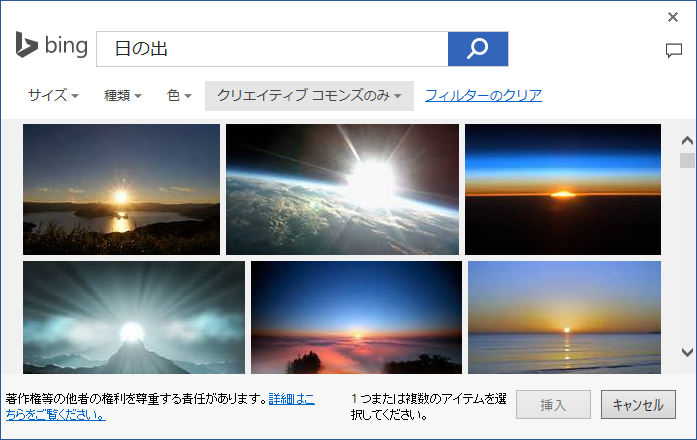 bing
日の出
サイズ
種類
色
クリエイティブ コモンズのみ
フィルターのクリア
著作権等の他者の権利を尊重する責任があります。詳細はこ
ちらをご覧ください。
1 つまたは複数のアイテムを選
択してください。
挿入
キャンセル